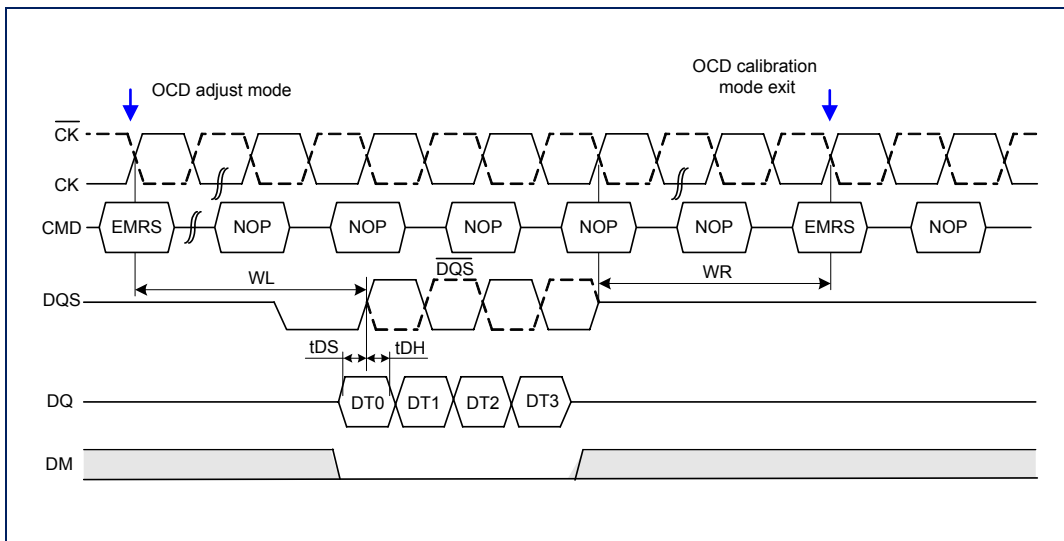 OCD adjust mode
OCD calibration
mode exit
CK
CK
CMD EMRS NOP NOP NOP NOP NOP EMRS NOP
WL DQS WR
DQS
tDS tDH
DQ DT0 DT1 DT2 DT3
DM